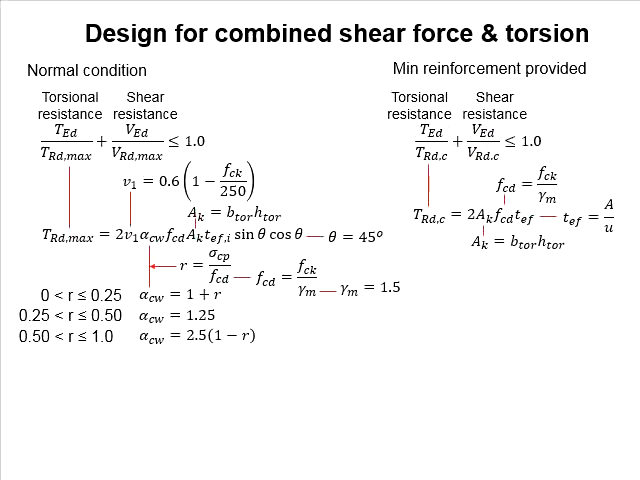 Design for combined shear force & torsion
Normal condition
Torsional Shear
resistance resistance
T_Ed/T_Rd,max + V_Ed/V_Rd,max ≤ 1.0
ν₁ = 0.6(1 − f_ck/250)
A_k = b_tor h_tor
T_Rd,max = 2ν₁α_cw f_cd A_k t_ef,i sin θ cos θ — θ = 45°
r = σ_cp/f_cd — f_cd = f_ck/γ_m — γ_m = 1.5
0 < r ≤ 0.25 α_cw = 1 + r
0.25 < r ≤ 0.50 α_cw = 1.25
0.50 < r ≤ 1.0 α_cw = 2.5(1 − r)
Min reinforcement provided
Torsional Shear
resistance resistance
T_Ed/T_Rd,c + V_Ed/V_Rd,c ≤ 1.0
f_cd = f_ck/γ_m
T_Rd,c = 2A_k f_cd t_ef — t_ef = A/u
A_k = b_tor h_tor